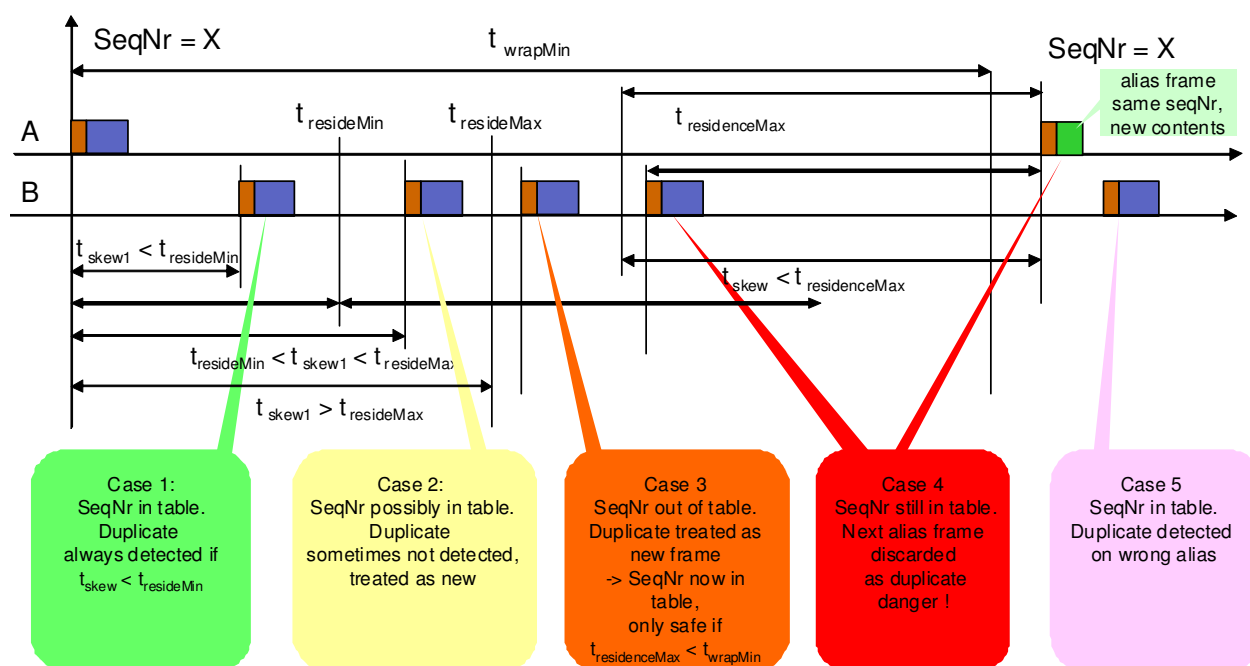 SeqNr = X
t wrapMin
SeqNr = X
alias frame
same seqNr,
new contents
t residenceMax
t resideMin
t resideMax
A
B
t skew1 < t resideMin
t skew < t residenceMax
t resideMin < t skew1 < t resideMax
t skew1 > t resideMax
Case 1:
SeqNr in table.
Duplicate
always detected if
t skew < t resideMin
Case 2:
SeqNr possibly in table.
Duplicate
sometimes not detected,
treated as new
Case 3
SeqNr out of table.
Duplicate treated as
new frame
-> SeqNr now in
table,
only safe if
t residenceMax < t wrapMin
Case 4
SeqNr still in table.
Next alias frame
discarded
as duplicate
danger !
Case 5
SeqNr in table.
Duplicate detected
on wrong alias